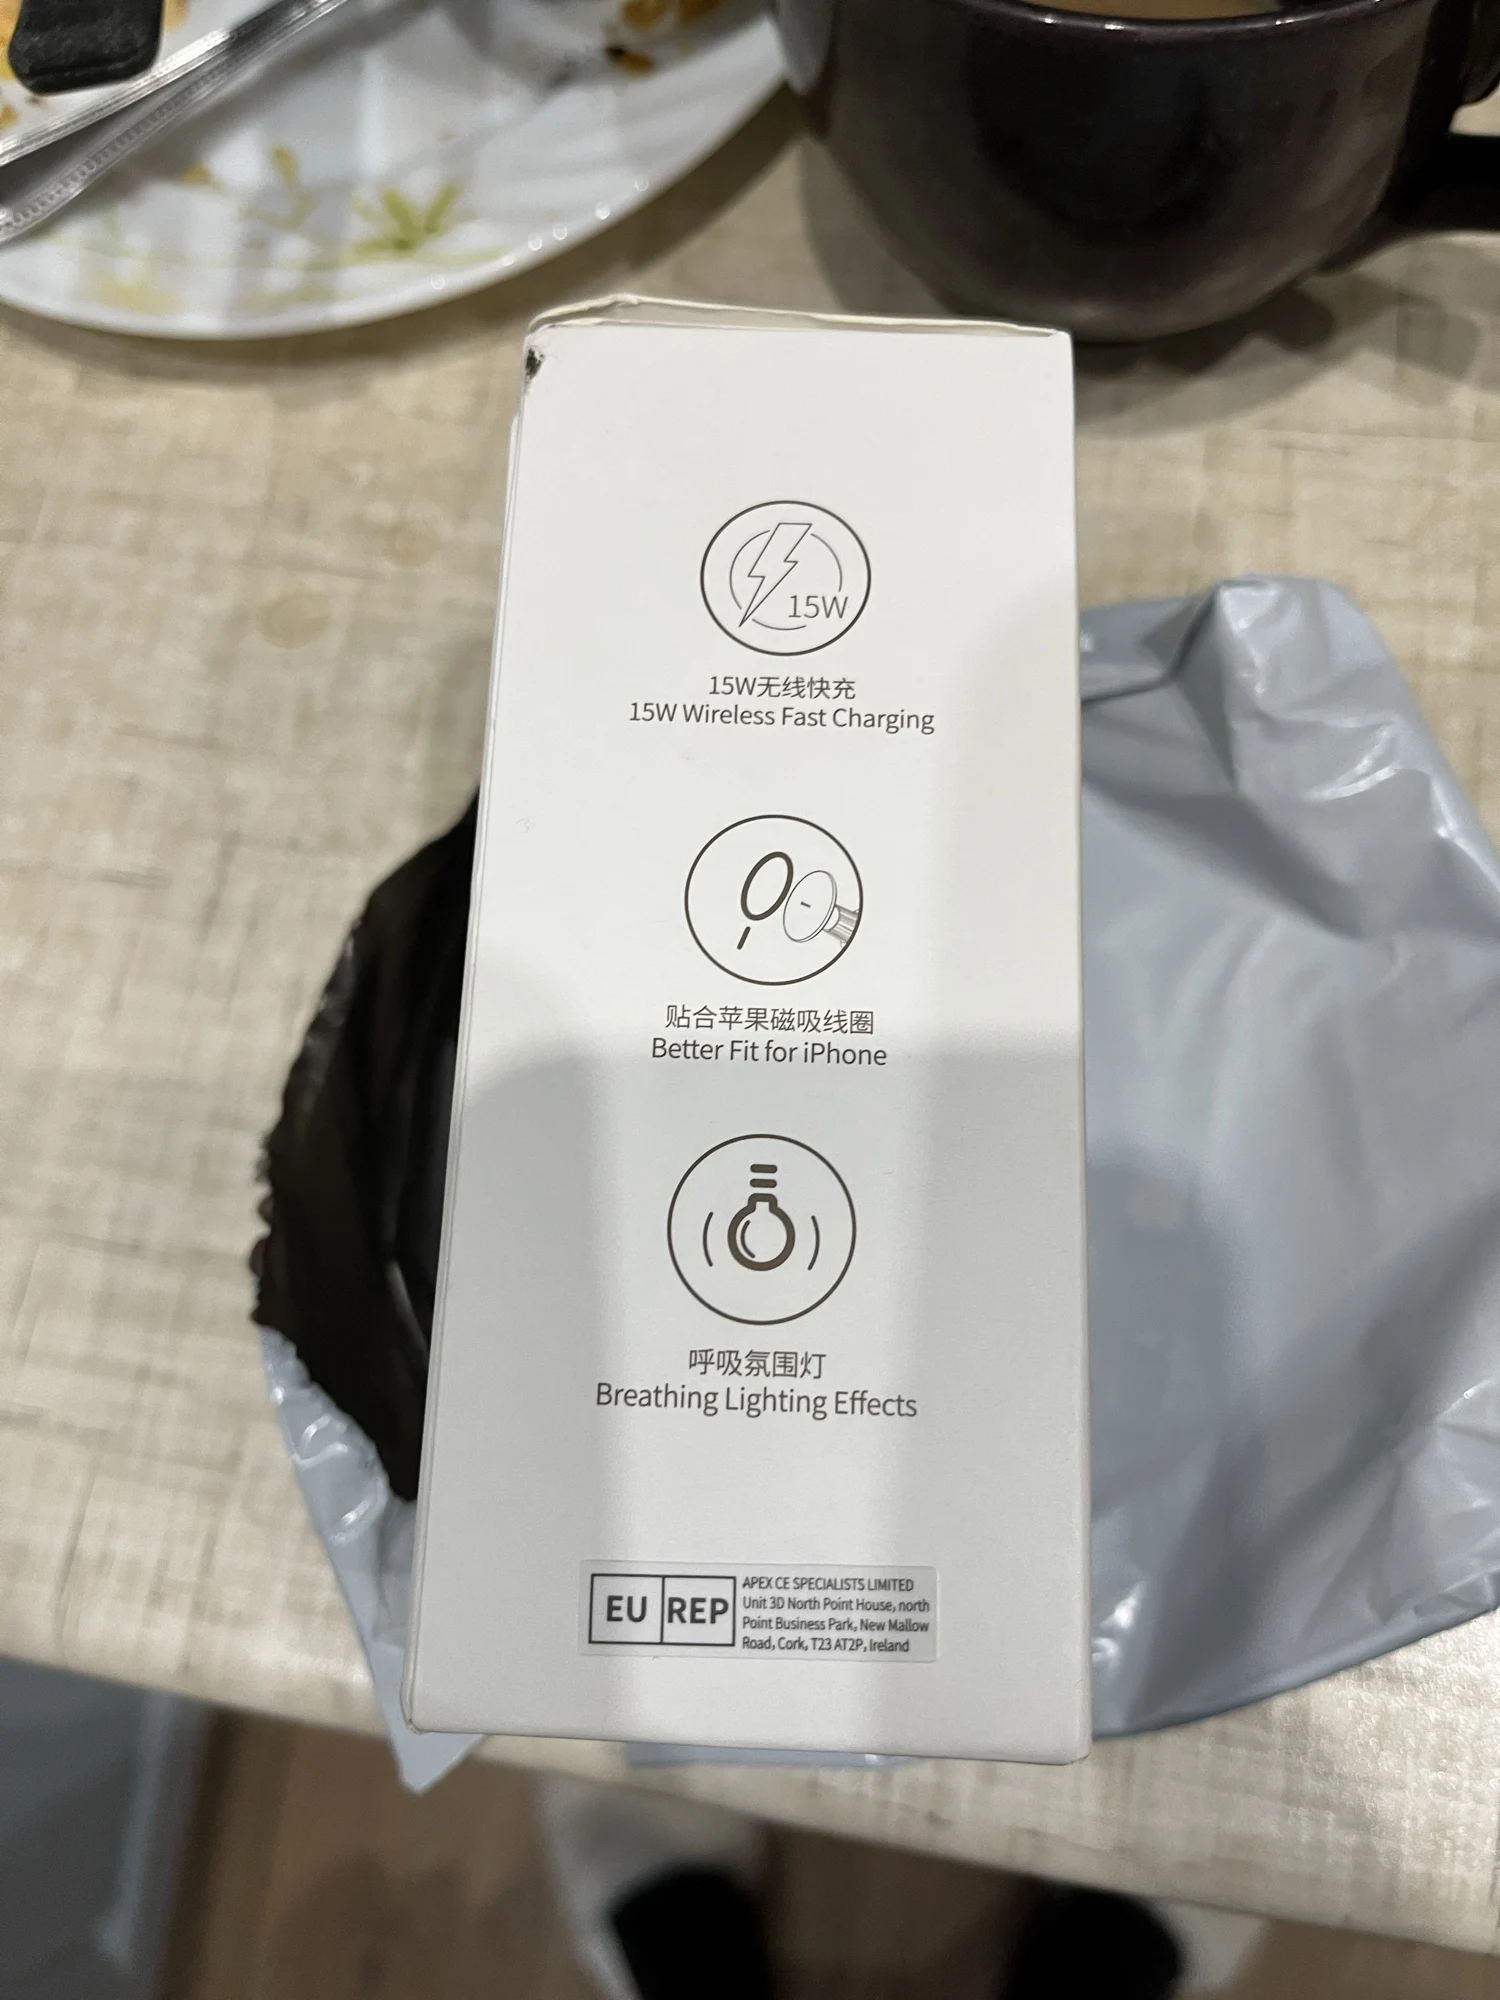 15W
15W无线快充
15W Wireless Fast Charging
贴合苹果磁吸线圈
Better Fit for iPhone
呼吸氛围灯
Breathing Lighting Effects
EU REP
APEX CE SPECIALISTS LIMITED
Unit 3D North Point House, north
Point Business Park, New Mallow
Road, Cork, T23 AT2P, Ireland